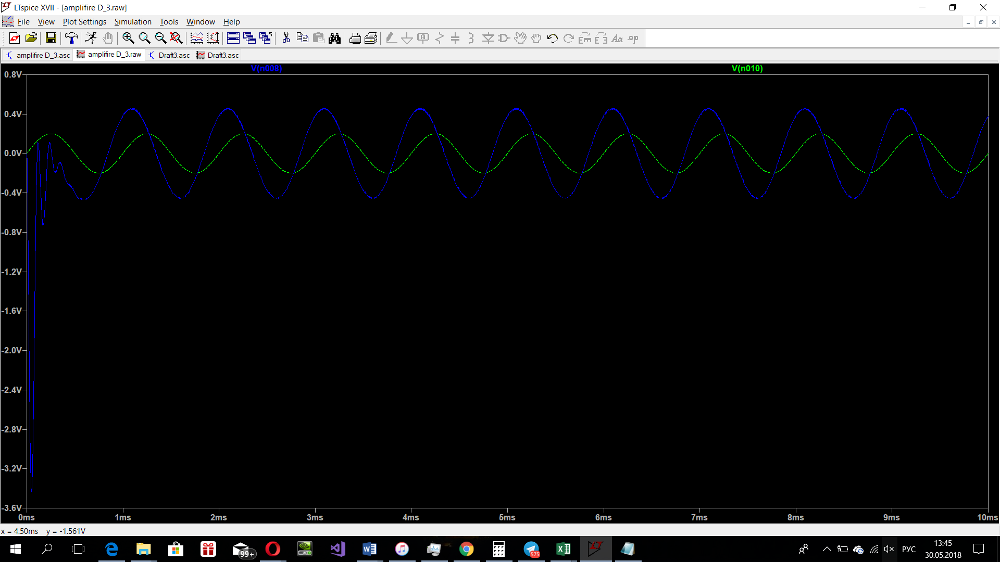 LTspice XVII - [amplifire D_3.raw]
File View Plot Settings Simulation Tools Window Help
amplifire D_3.asc amplifire D_3.raw Draft3.asc Draft3.asc
V(n008) V(n010)
0.8V
0.4V
0.0V
-0.4V
-0.8V
-1.2V
-1.6V
-2.0V
-2.4V
-2.8V
-3.2V
-3.6V
0ms 1ms 2ms 3ms 4ms 5ms 6ms 7ms 8ms 9ms 10ms
x = 4.50ms y = -1.561V
99+ 575 РУС 13:45
30.05.2018